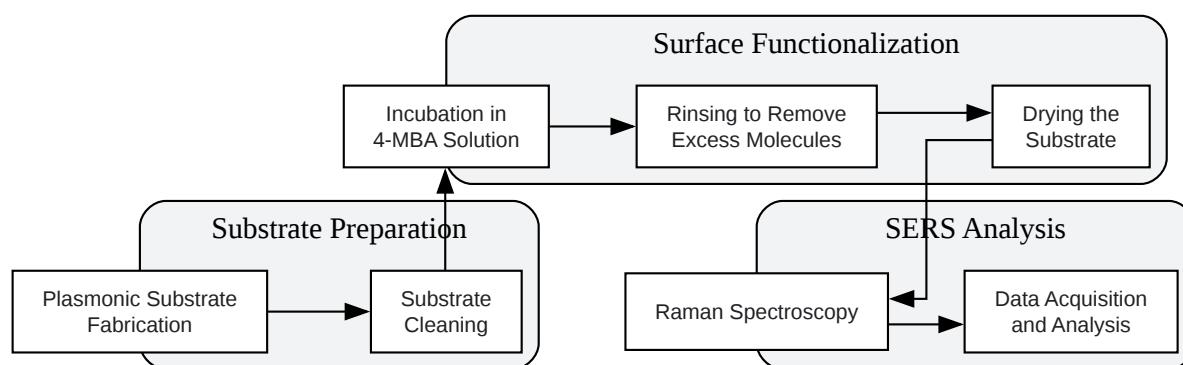 Surface Functionalization
Incubation in
4-MBA Solution
Rinsing to Remove
Excess Molecules
Drying the
Substrate
Substrate Preparation
Plasmonic Substrate
Fabrication
Substrate
Cleaning
SERS Analysis
Raman Spectroscopy
Data Acquisition
and Analysis